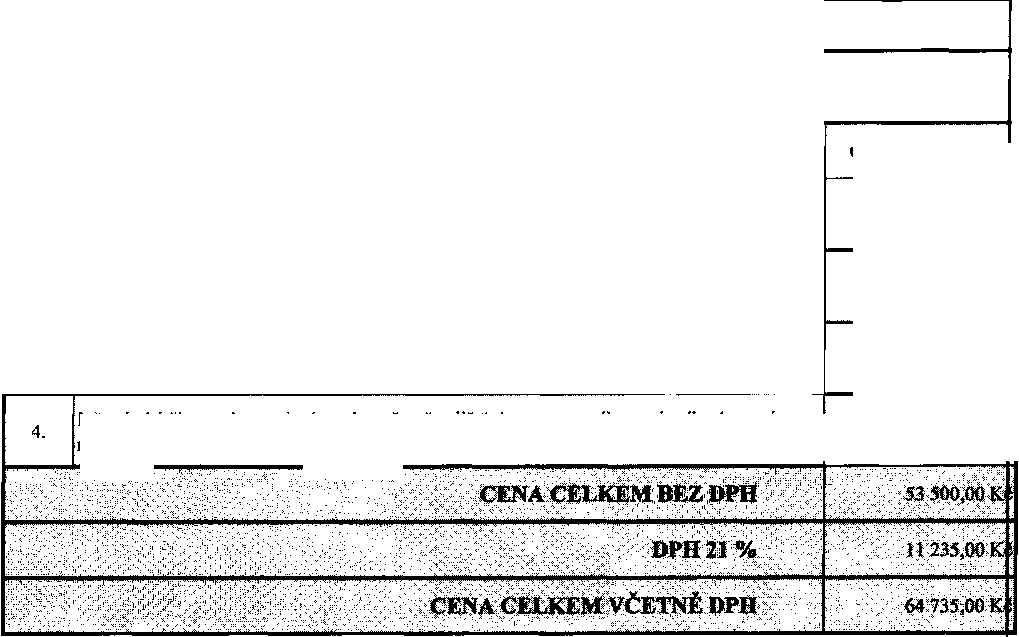 4.
CENA CELKEM BEZ DPH 53 500,00 Kč
DPH 21 % 11 235,00 Kč
CENA CELKEM VČETNĚ DPH 64 735,00 Kč